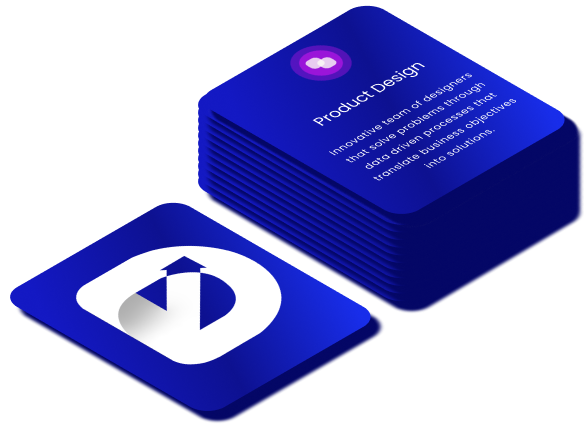 Product Design
Innovative team of designers
that solve problems through
data driven processes that
translate business objectives
into solutions.